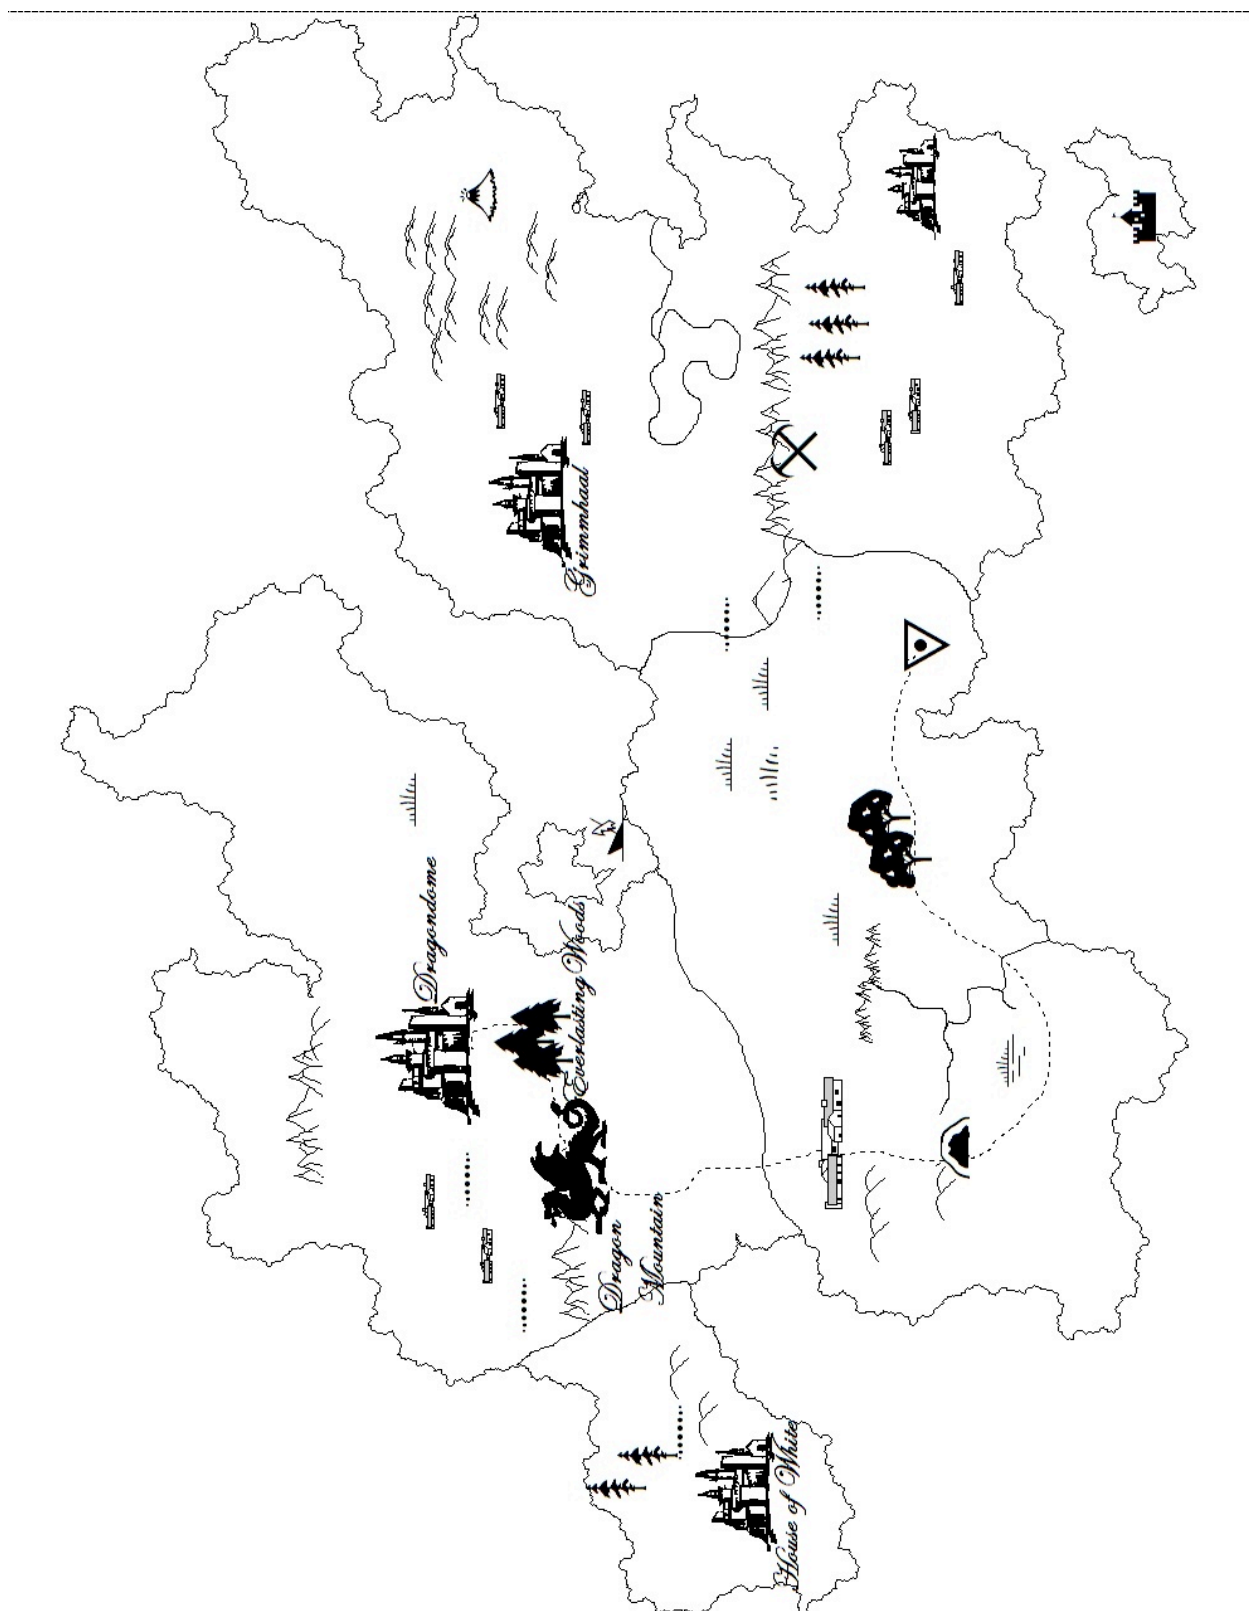 House of White
Dragon
Mountain
Dragondome
Everlasting Woods
Grimmhaal